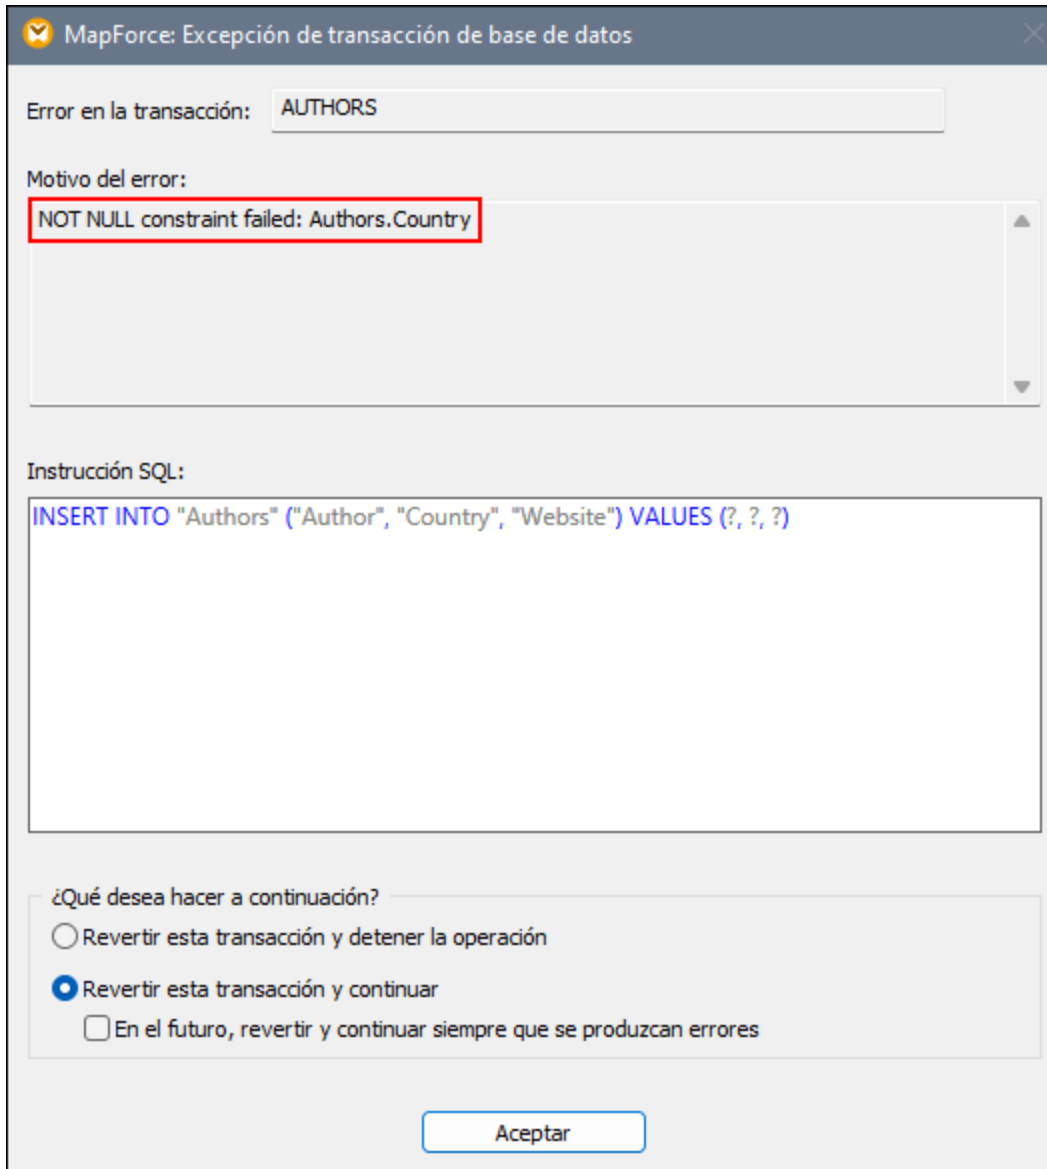 MapForce: Excepción de transacción de base de datos
Error en la transacción: AUTHORS
Motivo del error:
NOT NULL constraint failed: Authors.Country
Instrucción SQL:
INSERT INTO "Authors" ("Author", "Country", "Website") VALUES (?, ?, ?)
¿Qué desea hacer a continuación?
Revertir esta transacción y detener la operación
Revertir esta transacción y continuar
En el futuro, revertir y continuar siempre que se produzcan errores
Aceptar